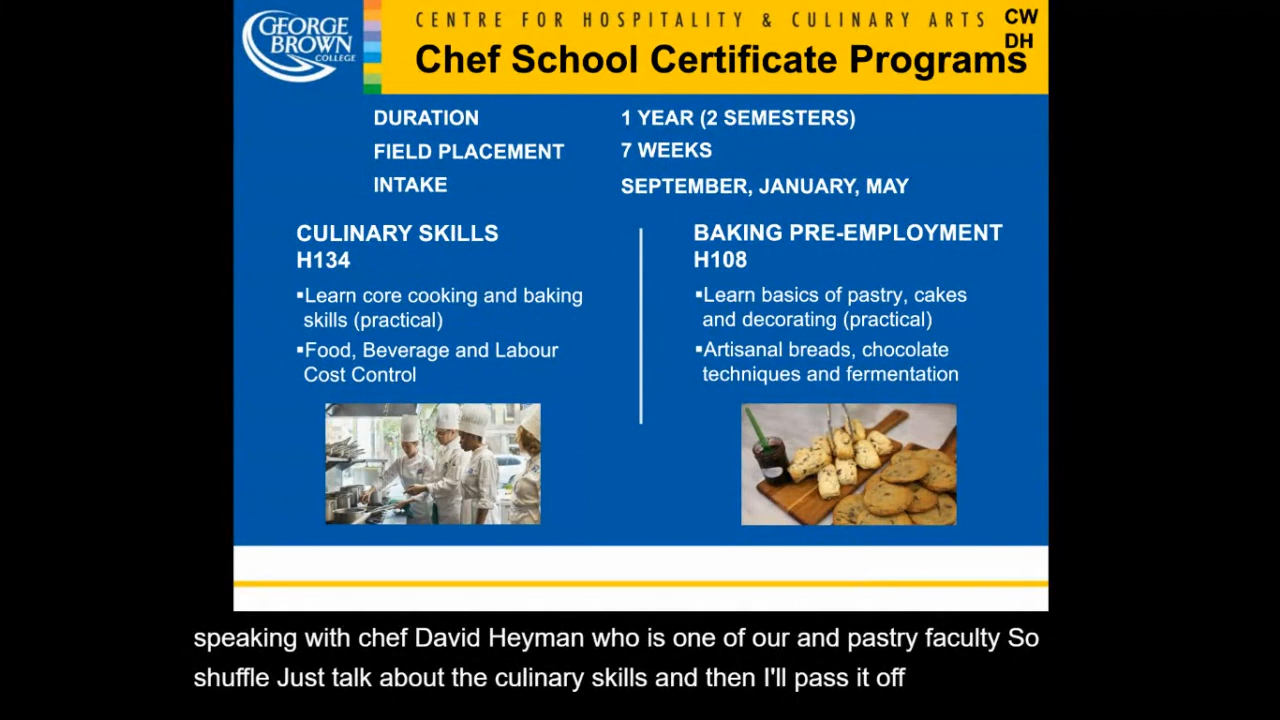 GEORGE
BROWN
COLLEGE
CENTRE FOR HOSPITALITY & CULINARY ARTS
CW
DH
Chef School Certificate Programs
DURATION 1 YEAR (2 SEMESTERS)
FIELD PLACEMENT 7 WEEKS
INTAKE SEPTEMBER, JANUARY, MAY
CULINARY SKILLS
H134
▪Learn core cooking and baking
skills (practical)
▪Food, Beverage and Labour
Cost Control
BAKING PRE-EMPLOYMENT
H108
▪Learn basics of pastry, cakes
and decorating (practical)
▪Artisanal breads, chocolate
techniques and fermentation
speaking with chef David Heyman who is one of our and pastry faculty So
shuffle Just talk about the culinary skills and then I'll pass it off